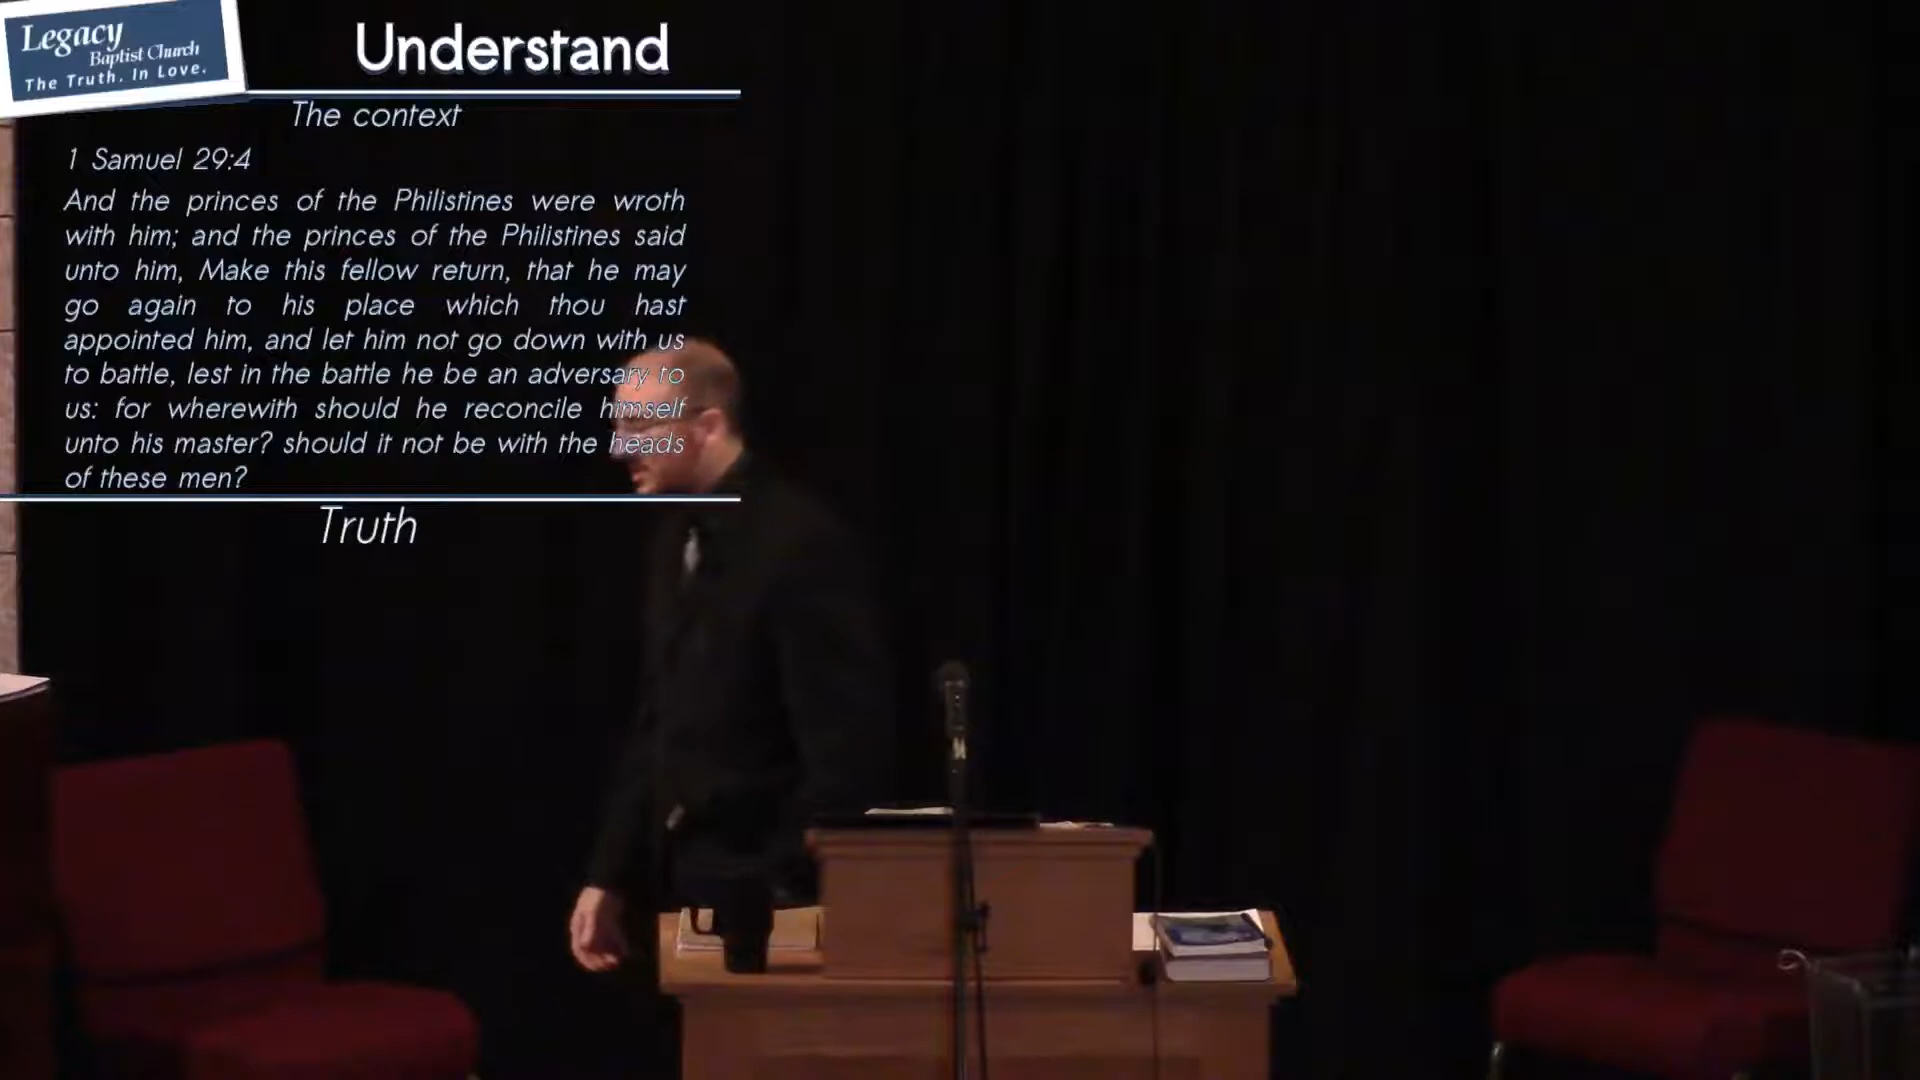 Legacy
Baptist Church
The Truth. In Love.
Understand
The context
1 Samuel 29:4
And the princes of the Philistines were wroth
with him; and the princes of the Philistines said
unto him, Make this fellow return, that he may
go again to his place which thou hast
appointed him, and let him not go down with us
to battle, lest in the battle he be an adversary to
us: for wherewith should he reconcile himself
unto his master? should it not be with the heads
of these men?
Truth